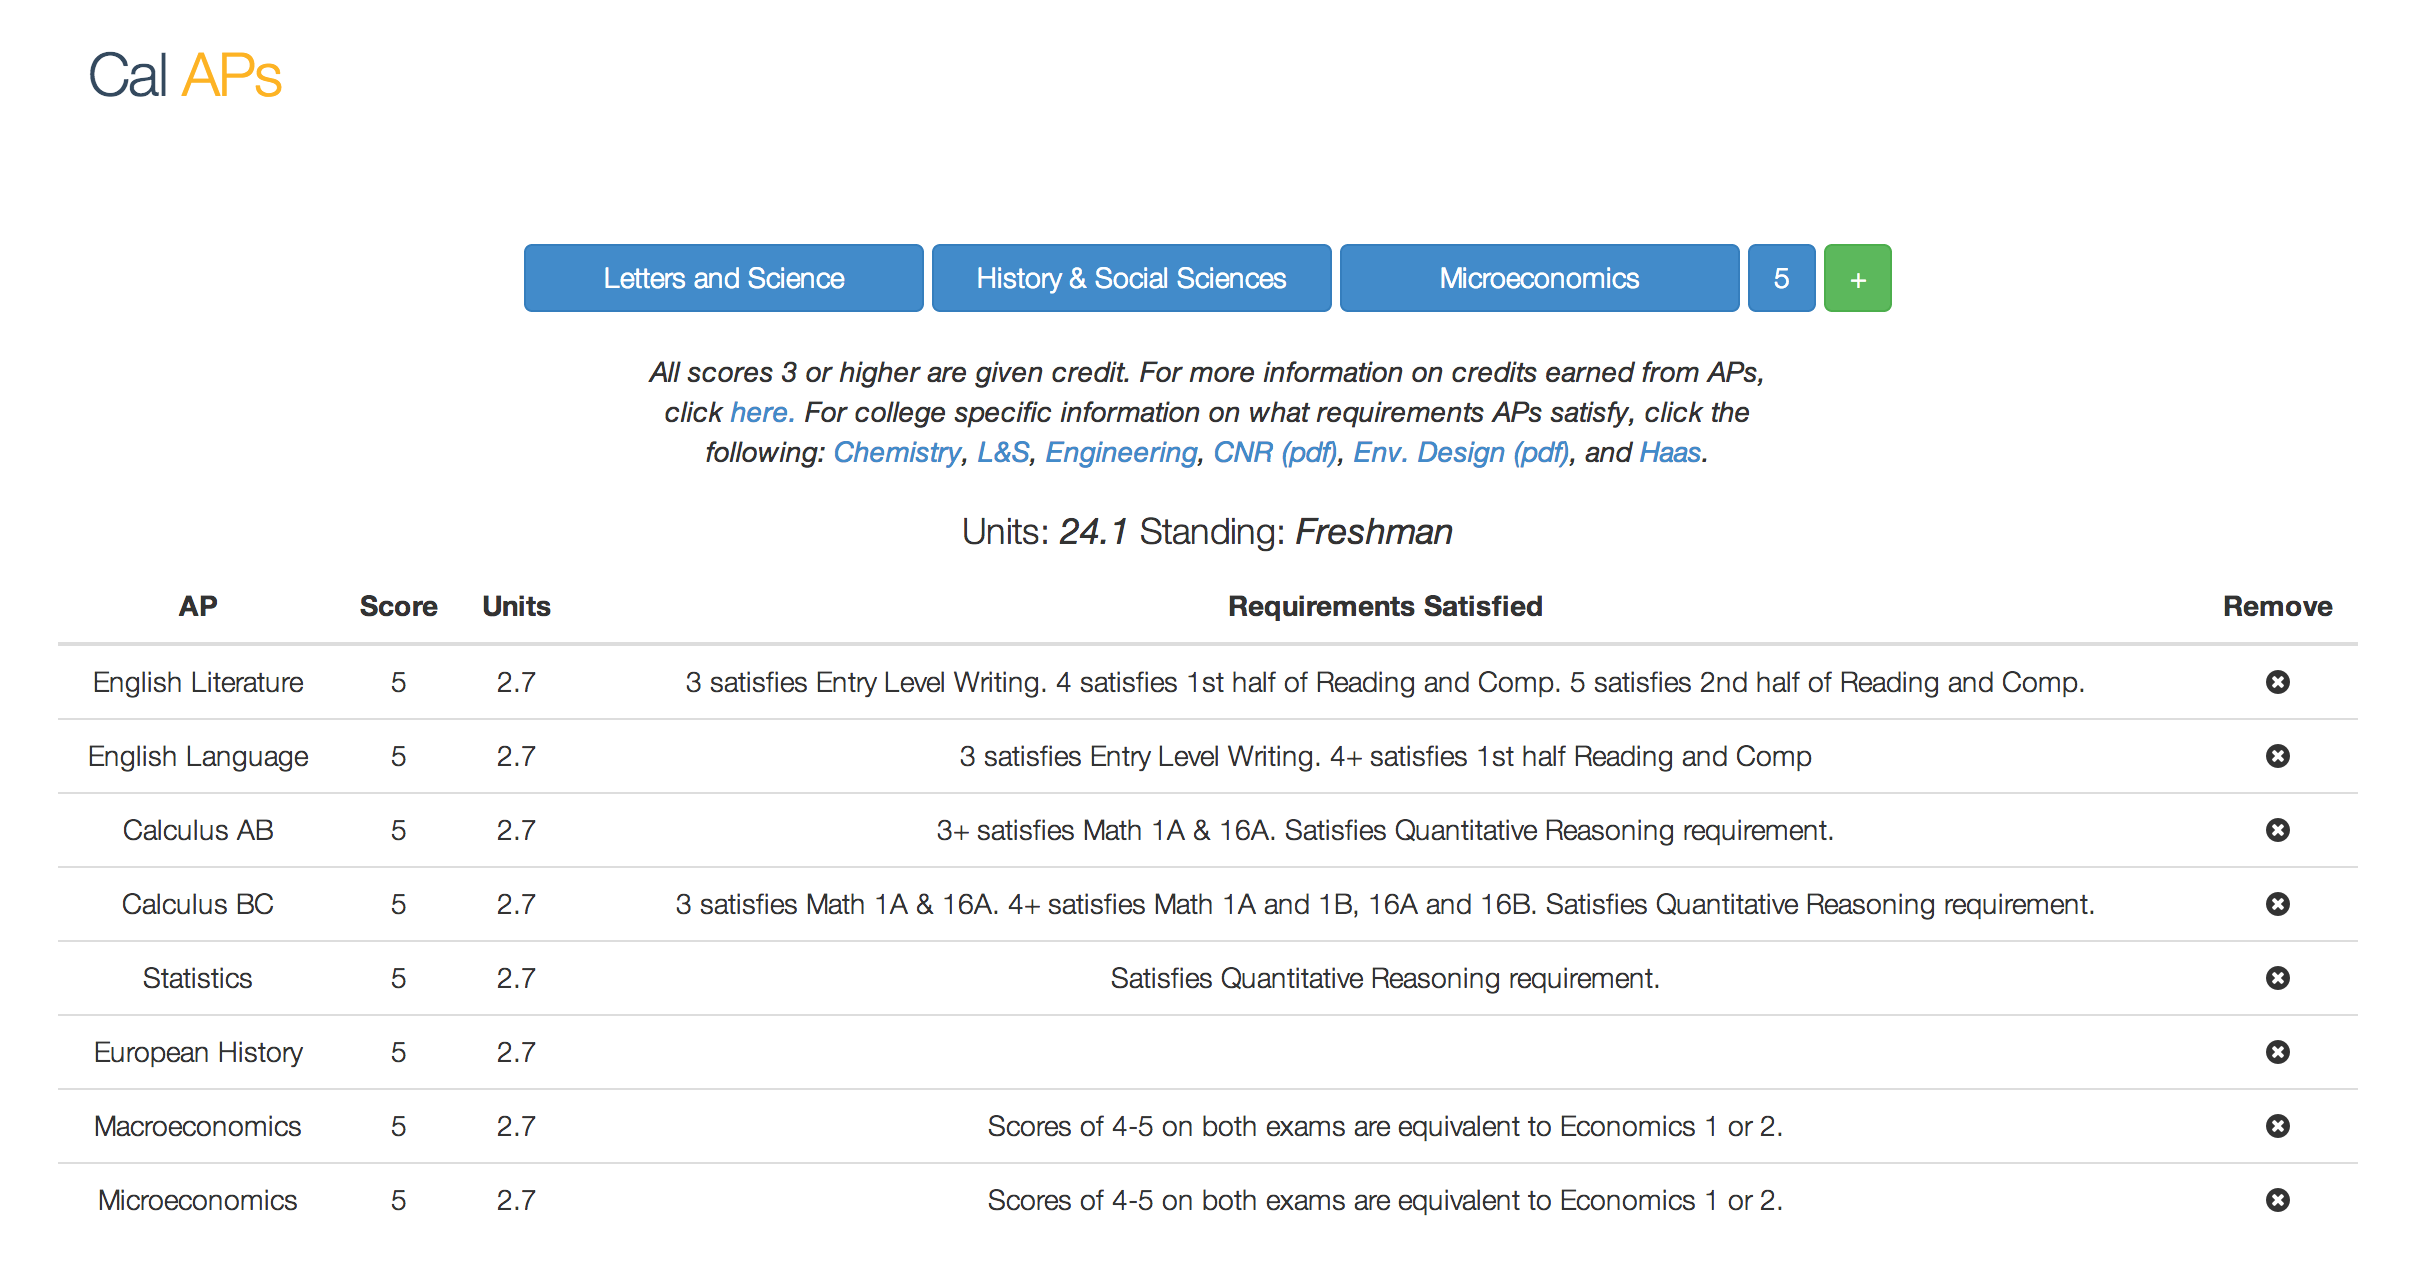 Cal APs
Letters and Science History & Social Sciences Microeconomics 5 +
All scores 3 or higher are given credit. For more information on credits earned from APs,
click here. For college specific information on what requirements APs satisfy, click the
following: Chemistry, L&S, Engineering, CNR (pdf), Env. Design (pdf), and Haas.
Units: 24.1 Standing: Freshman
AP Score Units Requirements Satisfied Remove
English Literature 5 2.7 3 satisfies Entry Level Writing. 4 satisfies 1st half of Reading and Comp. 5 satisfies 2nd half of Reading and Comp.
English Language 5 2.7 3 satisfies Entry Level Writing. 4+ satisfies 1st half Reading and Comp
Calculus AB 5 2.7 3+ satisfies Math 1A & 16A. Satisfies Quantitative Reasoning requirement.
Calculus BC 5 2.7 3 satisfies Math 1A & 16A. 4+ satisfies Math 1A and 1B, 16A and 16B. Satisfies Quantitative Reasoning requirement.
Statistics 5 2.7 Satisfies Quantitative Reasoning requirement.
European History 5 2.7
Macroeconomics 5 2.7 Scores of 4-5 on both exams are equivalent to Economics 1 or 2.
Microeconomics 5 2.7 Scores of 4-5 on both exams are equivalent to Economics 1 or 2.